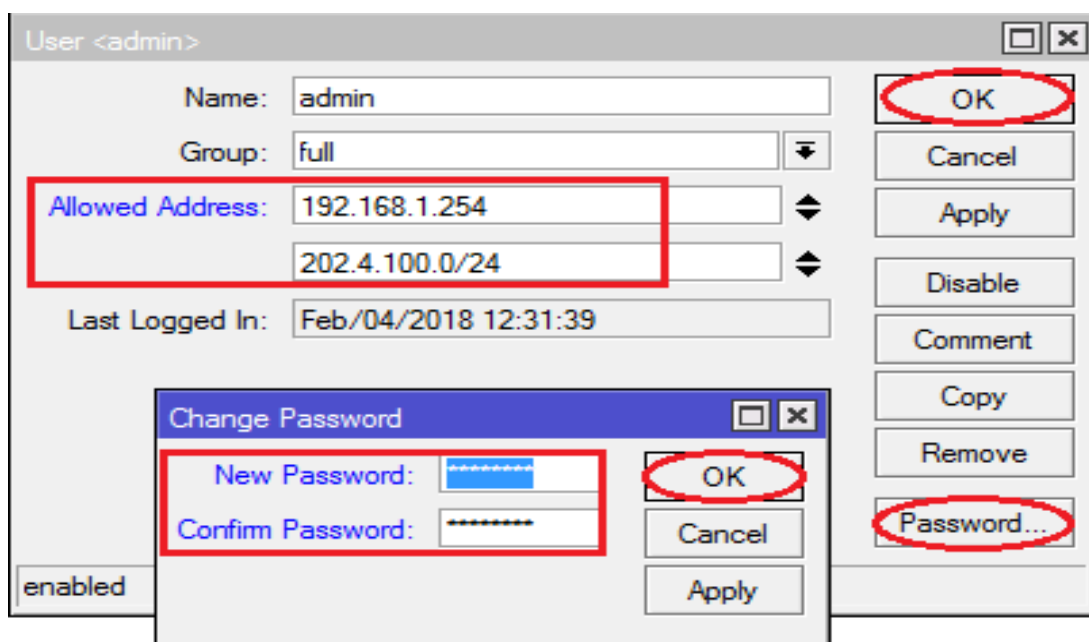 User <admin>
Name: admin
OK
Group: full
Cancel
Allowed Address: 192.168.1.254
Apply
202.4.100.0/24
Disable
Last Logged In: Feb/04/2018 12:31:39
Comment
Copy
Remove
Password...
Change Password
New Password: ********
OK
Confirm Password: ********
Cancel
Apply
enabled